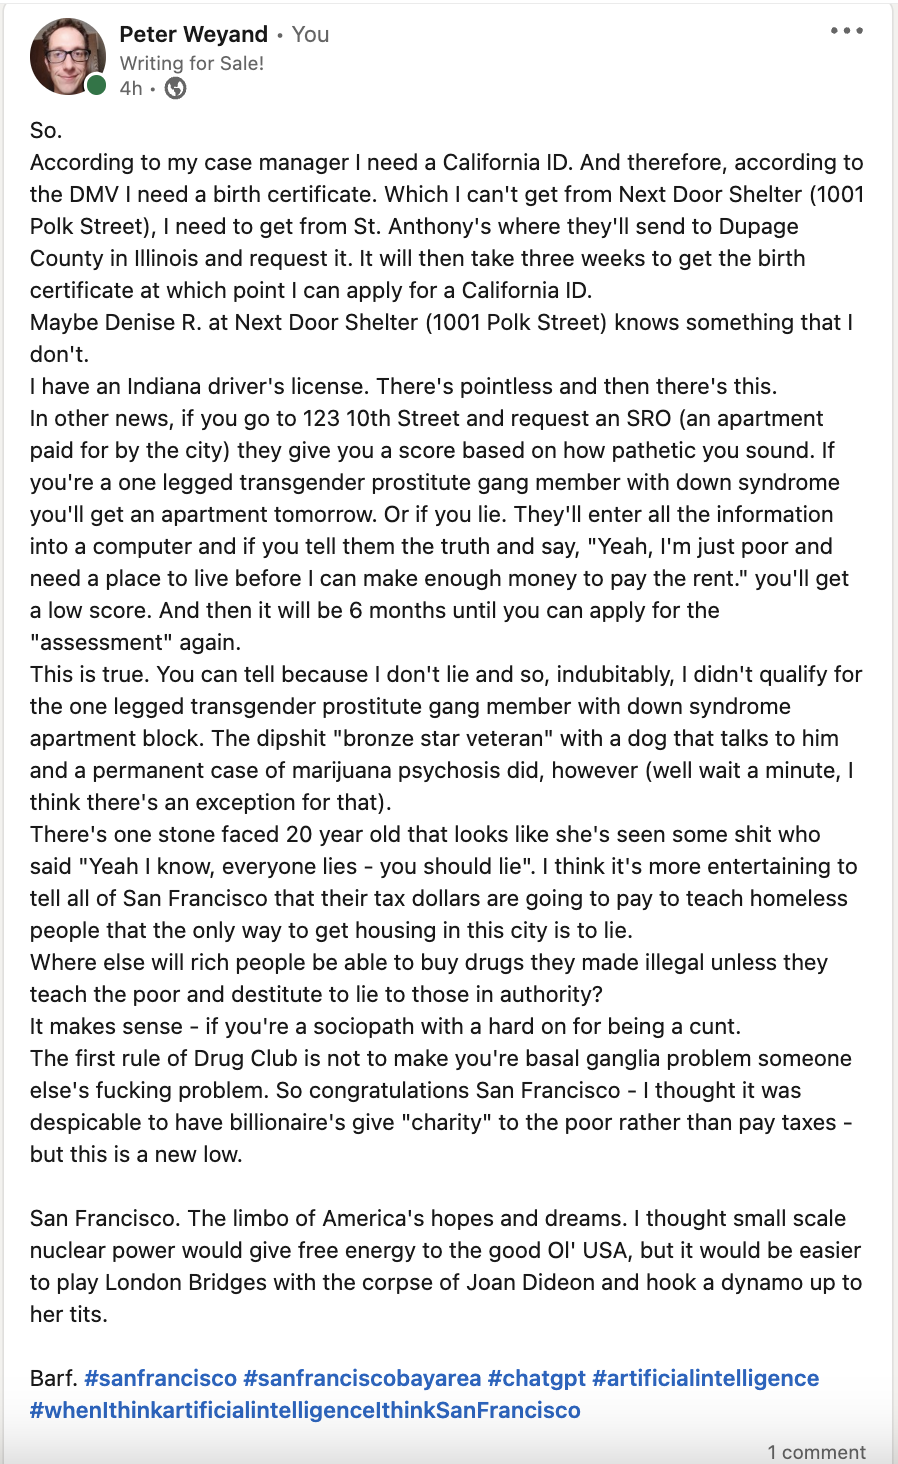 Peter Weyand • You
Writing for Sale!
4h •
So.
According to my case manager I need a California ID. And therefore, according to
the DMV I need a birth certificate. Which I can't get from Next Door Shelter (1001
Polk Street), I need to get from St. Anthony's where they'll send to Dupage
County in Illinois and request it. It will then take three weeks to get the birth
certificate at which point I can apply for a California ID.
Maybe Denise R. at Next Door Shelter (1001 Polk Street) knows something that I
don't.
I have an Indiana driver's license. There's pointless and then there's this.
In other news, if you go to 123 10th Street and request an SRO (an apartment
paid for by the city) they give you a score based on how pathetic you sound. If
you're a one legged transgender prostitute gang member with down syndrome
you'll get an apartment tomorrow. Or if you lie. They'll enter all the information
into a computer and if you tell them the truth and say, "Yeah, I'm just poor and
need a place to live before I can make enough money to pay the rent." you'll get
a low score. And then it will be 6 months until you can apply for the
"assessment" again.
This is true. You can tell because I don't lie and so, indubitably, I didn't qualify for
the one legged transgender prostitute gang member with down syndrome
apartment block. The dipshit "bronze star veteran" with a dog that talks to him
and a permanent case of marijuana psychosis did, however (well wait a minute, I
think there's an exception for that).
There's one stone faced 20 year old that looks like she's seen some shit who
said "Yeah I know, everyone lies - you should lie". I think it's more entertaining to
tell all of San Francisco that their tax dollars are going to pay to teach homeless
people that the only way to get housing in this city is to lie.
Where else will rich people be able to buy drugs they made illegal unless they
teach the poor and destitute to lie to those in authority?
It makes sense - if you're a sociopath with a hard on for being a cunt.
The first rule of Drug Club is not to make you're basal ganglia problem someone
else's fucking problem. So congratulations San Francisco - I thought it was
despicable to have billionaire's give "charity" to the poor rather than pay taxes -
but this is a new low.
San Francisco. The limbo of America's hopes and dreams. I thought small scale
nuclear power would give free energy to the good Ol' USA, but it would be easier
to play London Bridges with the corpse of Joan Dideon and hook a dynamo up to
her tits.
Barf. #sanfrancisco #sanfranciscobayarea #chatgpt #artificialintelligence
#whenIthinkartificialintelligenceIthinkSanFrancisco
1 comment